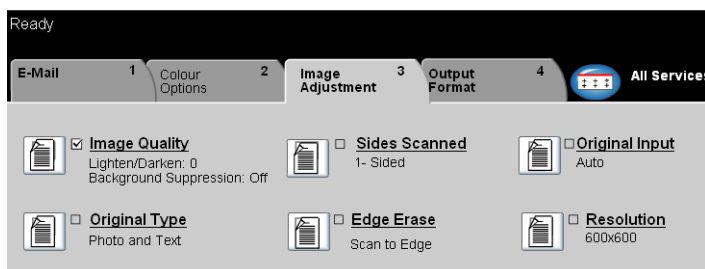 Ready
E-Mail 1
Colour Options 2
Image Adjustment 3
Output Format 4
All Services
Image Quality
Lighten/Darken: 0
Background Suppression: Off
Sides Scanned
1- Sided
Original Input
Auto
Original Type
Photo and Text
Edge Erase
Scan to Edge
Resolution
600x600